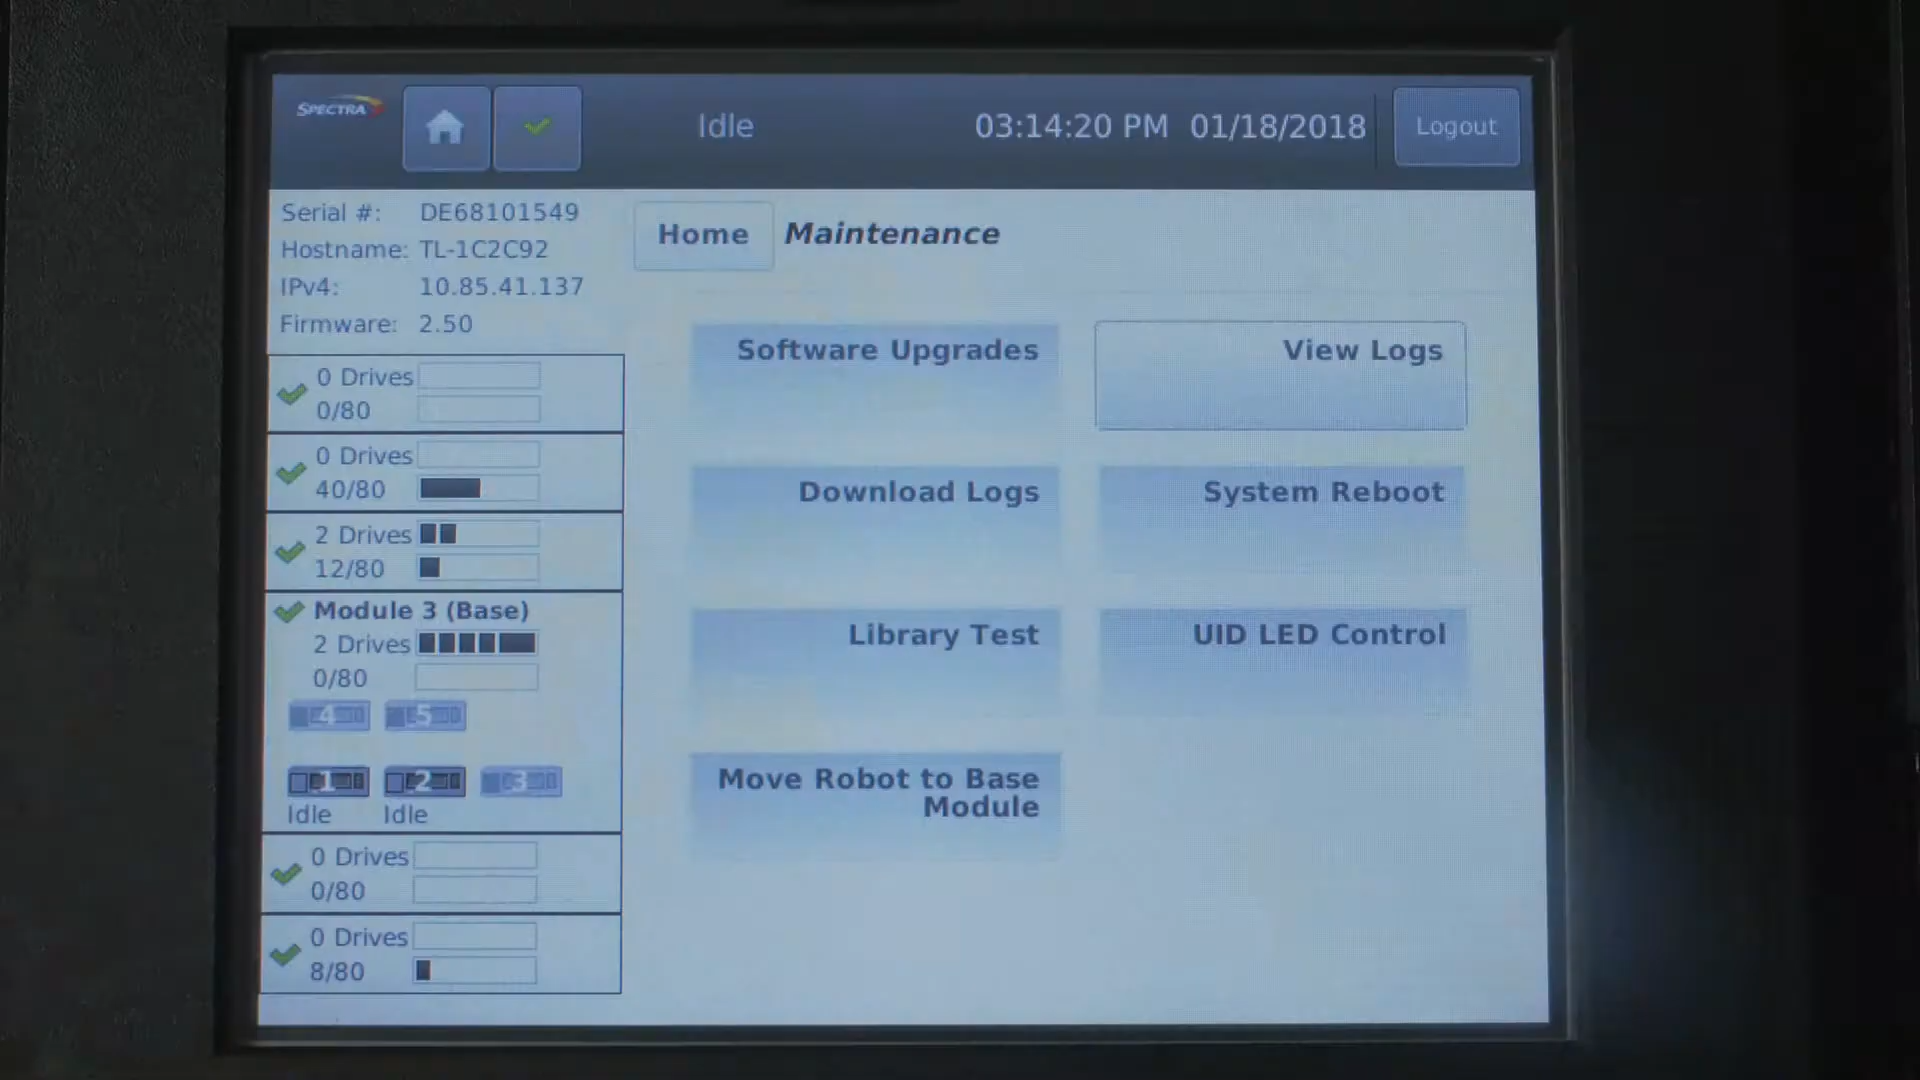 SPECTRA
Idle
03:14:20 PM 01/18/2018
Logout
Serial #: DE68101549
Hostname: TL-1C2C92
IPv4: 10.85.41.137
Firmware: 2.50
0 Drives
0/80
0 Drives
40/80
2 Drives
12/80
Module 3 (Base)
2 Drives
0/80
4 5
1 2 3
Idle Idle
0 Drives
0/80
0 Drives
8/80
Home Maintenance
Software Upgrades
View Logs
Download Logs
System Reboot
Library Test
UID LED Control
Move Robot to Base
Module